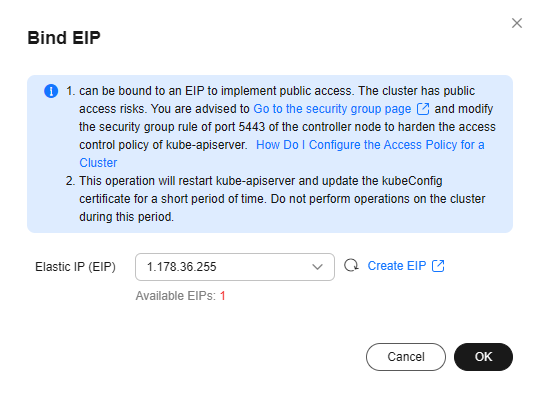 Bind EIP
1. can be bound to an EIP to implement public access. The cluster has public
access risks. You are advised to Go to the security group page and modify
the security group rule of port 5443 of the controller node to harden the access
control policy of kube-apiserver. How Do I Configure the Access Policy for a
Cluster
2. This operation will restart kube-apiserver and update the kubeConfig
certificate for a short period of time. Do not perform operations on the cluster
during this period.
Elastic IP (EIP) 1.178.36.255 Create EIP
Available EIPs: 1
Cancel OK